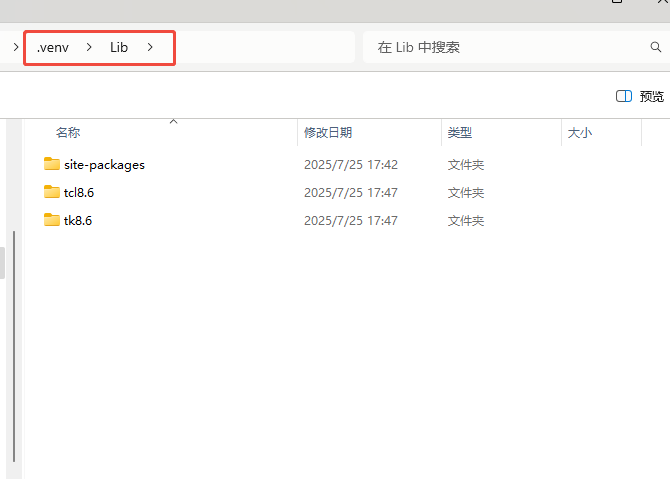 .venv > Lib >
在 Lib 中搜索
预览
名称 修改日期 类型 大小
site-packages 2025/7/25 17:42 文件夹
tcl8.6 2025/7/25 17:47 文件夹
tk8.6 2025/7/25 17:47 文件夹